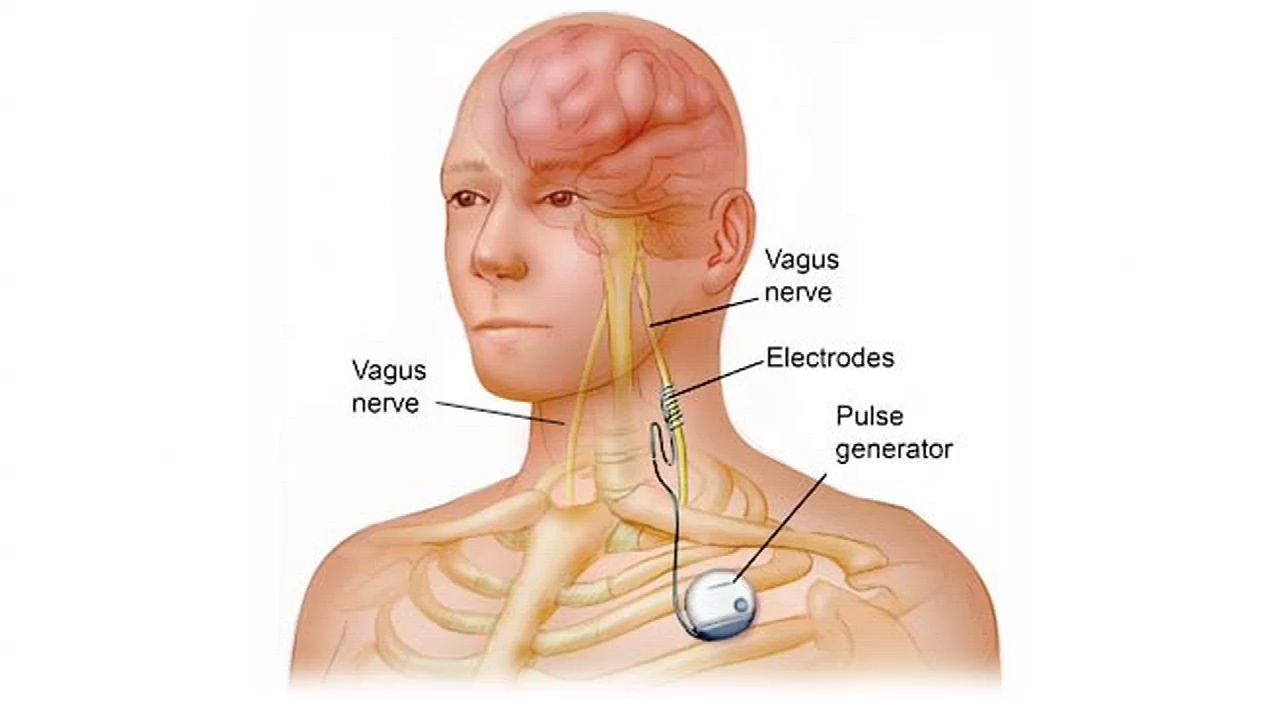 Vagus
nerve
Electrodes
Vagus
nerve
Pulse
generator